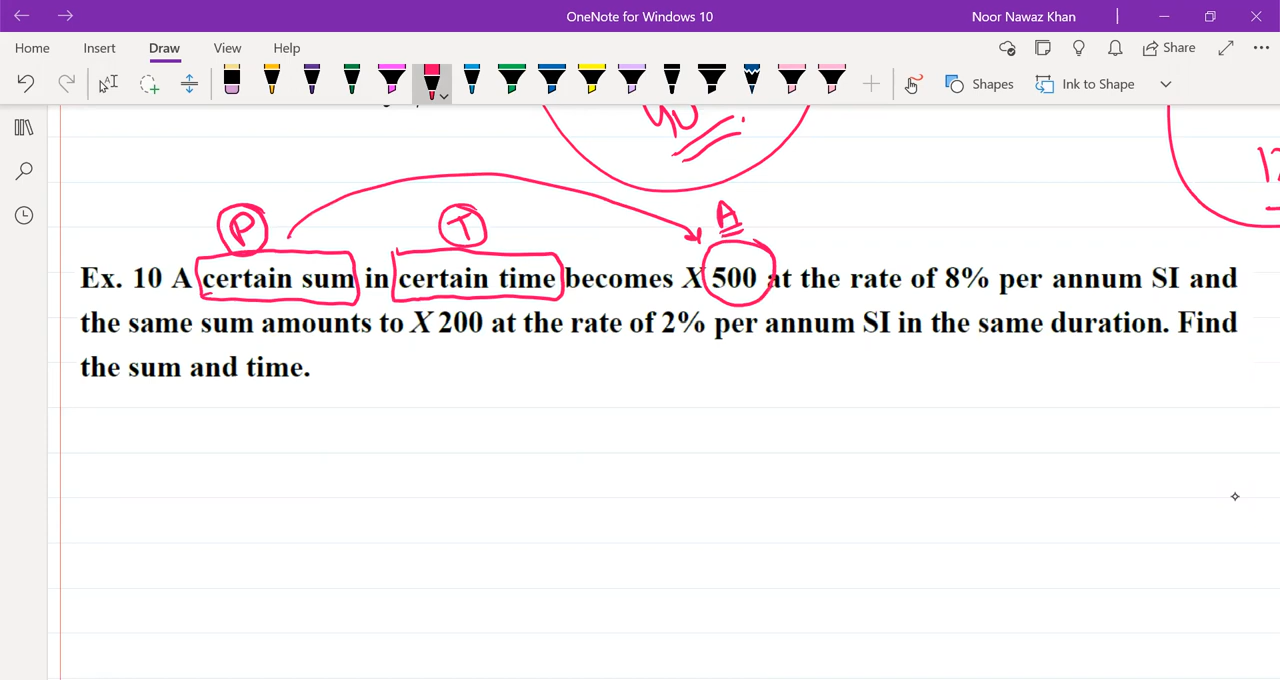 OneNote for Windows 10
Noor Nawaz Khan
Home Insert Draw View Help
Share
Shapes
Ink to Shape
P T A
Ex. 10 A certain sum in certain time becomes X 500 at the rate of 8% per annum SI and
the same sum amounts to X 200 at the rate of 2% per annum SI in the same duration. Find
the sum and time.